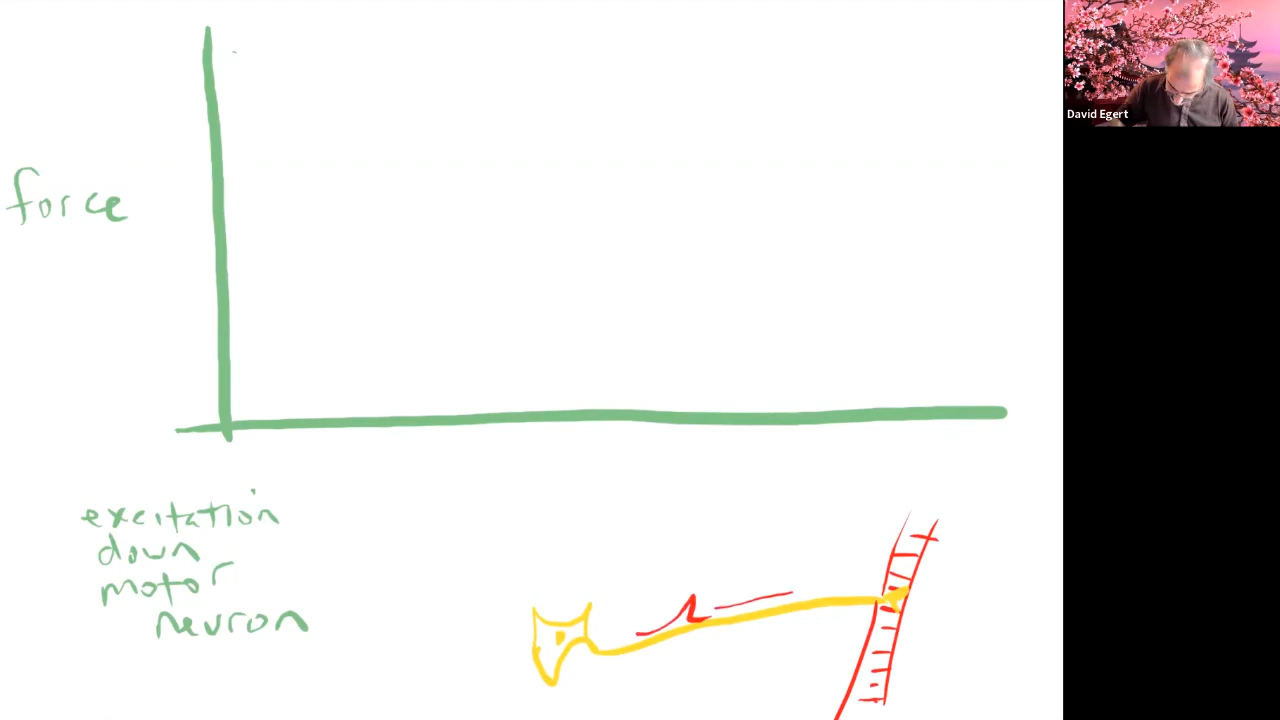 David Egert
force
excitation
down
motor
neuron